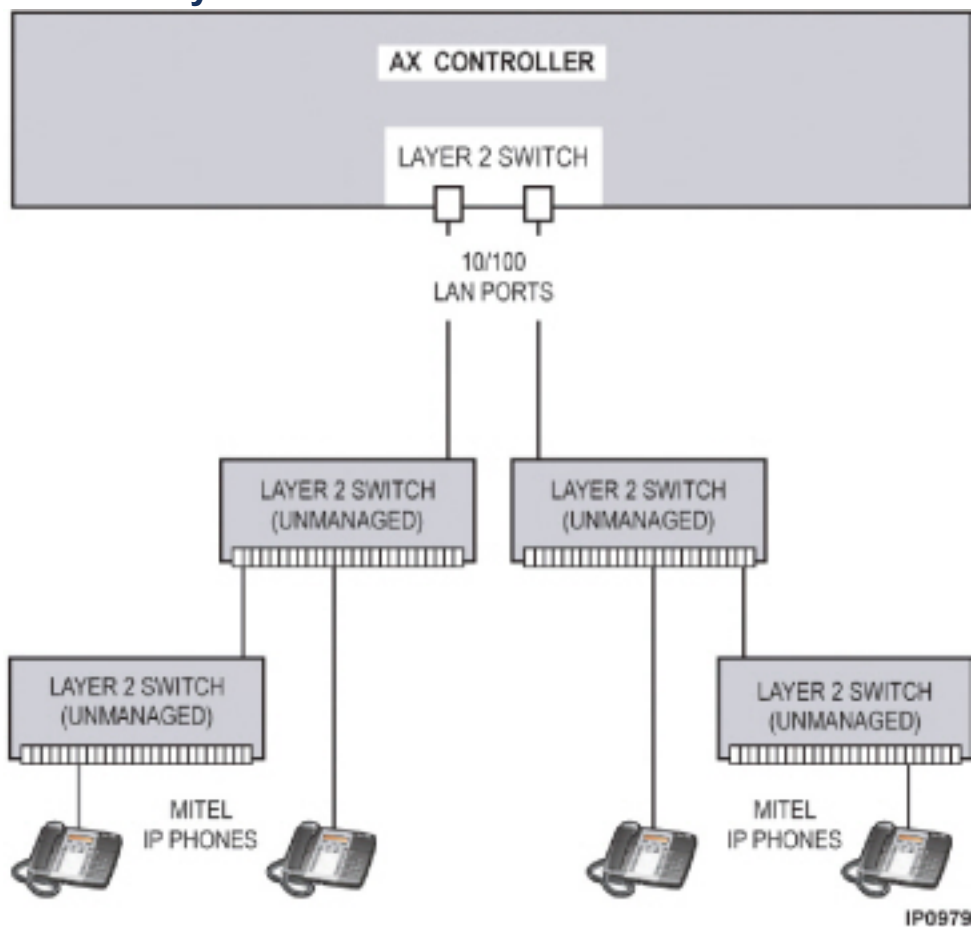 AX CONTROLLER
LAYER 2 SWITCH
10/100
LAN PORTS
LAYER 2 SWITCH
(UNMANAGED)
LAYER 2 SWITCH
(UNMANAGED)
LAYER 2 SWITCH
(UNMANAGED)
LAYER 2 SWITCH
(UNMANAGED)
MITEL
IP PHONES
MITEL
IP PHONES
IP0979